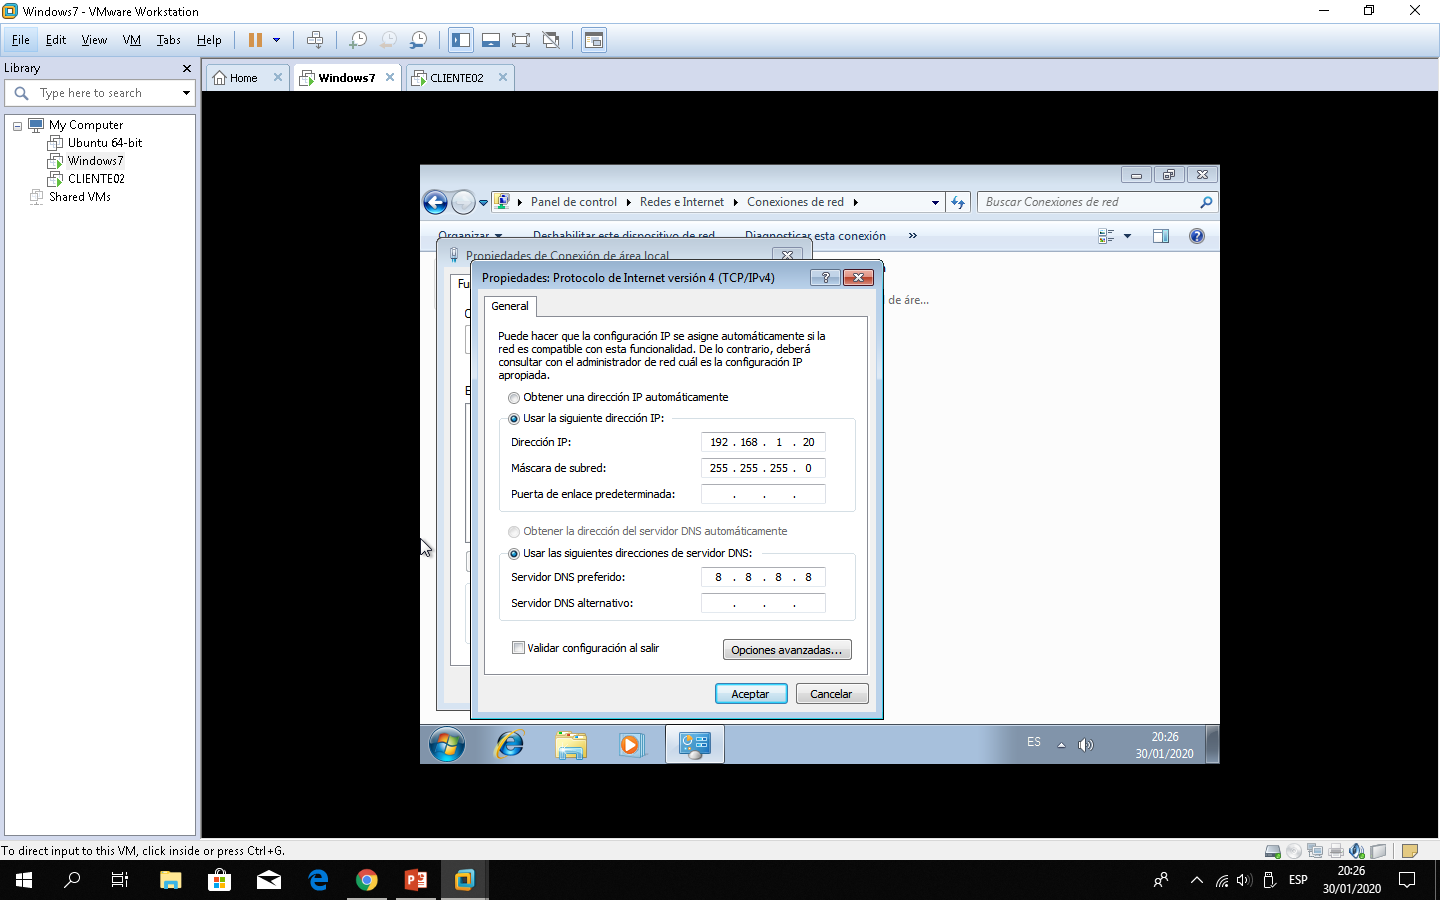 Windows7 - VMware Workstation
File Edit View VM Tabs Help
Library
Type here to search
My Computer
Ubuntu 64-bit
Windows7
CLIENTE02
Shared VMs
Home Windows7 CLIENTE02
Panel de control Redes e Internet Conexiones de red
Buscar Conexiones de red
Organizar Deshabilitar este dispositivo de red Diagnosticar esta conexión »
Propiedades de Conexión de área local
Fu
de áre...
Propiedades: Protocolo de Internet versión 4 (TCP/IPv4)
General
Puede hacer que la configuración IP se asigne automáticamente si la
red es compatible con esta funcionalidad. De lo contrario, deberá
consultar con el administrador de red cuál es la configuración IP
apropiada.
Obtener una dirección IP automáticamente
Usar la siguiente dirección IP:
Dirección IP: 192 . 168 . 1 . 20
Máscara de subred: 255 . 255 . 255 . 0
Puerta de enlace predeterminada: . . .
Obtener la dirección del servidor DNS automáticamente
Usar las siguientes direcciones de servidor DNS:
Servidor DNS preferido: 8 . 8 . 8 . 8
Servidor DNS alternativo: . . .
Validar configuración al salir
Opciones avanzadas...
Aceptar Cancelar
ES
20:26
30/01/2020
To direct input to this VM, click inside or press Ctrl+G.
ESP
20:26
30/01/2020